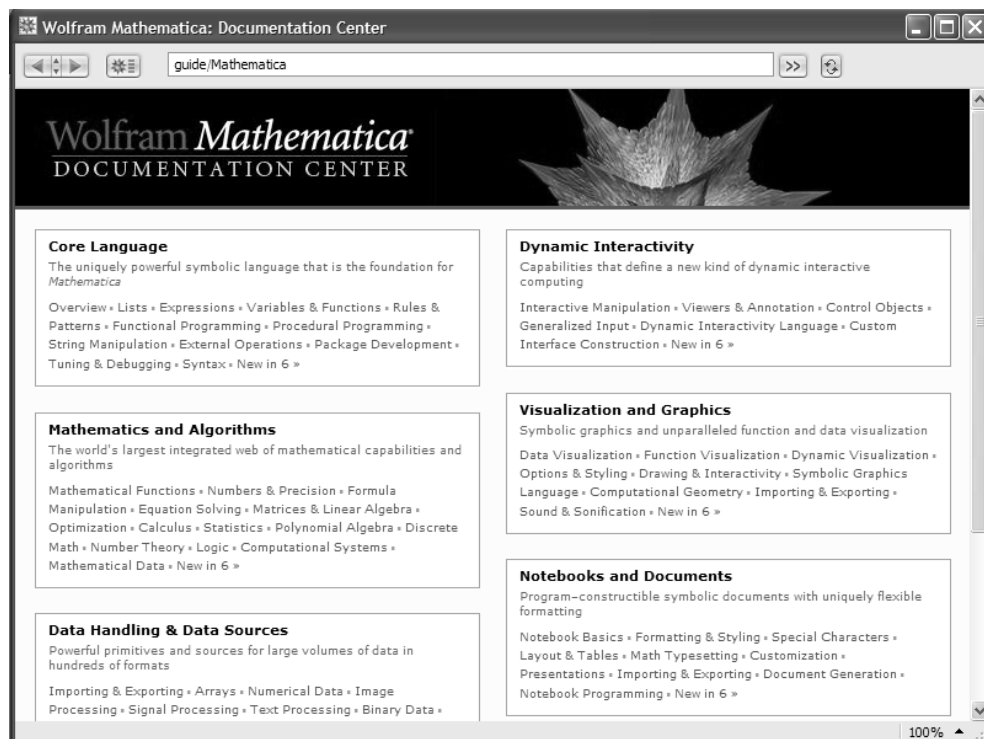 Wolfram Mathematica: Documentation Center
guide/Mathematica
>>
Wolfram Mathematica®
DOCUMENTATION CENTER
Core Language
The uniquely powerful symbolic language that is the foundation for
Mathematica
Overview ▪ Lists ▪ Expressions ▪ Variables & Functions ▪ Rules &
Patterns ▪ Functional Programming ▪ Procedural Programming ▪
String Manipulation ▪ External Operations ▪ Package Development ▪
Tuning & Debugging ▪ Syntax ▪ New in 6 »
Mathematics and Algorithms
The world's largest integrated web of mathematical capabilities and
algorithms
Mathematical Functions ▪ Numbers & Precision ▪ Formula
Manipulation ▪ Equation Solving ▪ Matrices & Linear Algebra ▪
Optimization ▪ Calculus ▪ Statistics ▪ Polynomial Algebra ▪ Discrete
Math ▪ Number Theory ▪ Logic ▪ Computational Systems ▪
Mathematical Data ▪ New in 6 »
Data Handling & Data Sources
Powerful primitives and sources for large volumes of data in
hundreds of formats
Importing & Exporting ▪ Arrays ▪ Numerical Data ▪ Image
Processing ▪ Signal Processing ▪ Text Processing ▪ Binary Data ▪
Dynamic Interactivity
Capabilities that define a new kind of dynamic interactive
computing
Interactive Manipulation ▪ Viewers & Annotation ▪ Control Objects ▪
Generalized Input ▪ Dynamic Interactivity Language ▪ Custom
Interface Construction ▪ New in 6 »
Visualization and Graphics
Symbolic graphics and unparalleled function and data visualization
Data Visualization ▪ Function Visualization ▪ Dynamic Visualization ▪
Options & Styling ▪ Drawing & Interactivity ▪ Symbolic Graphics
Language ▪ Computational Geometry ▪ Importing & Exporting ▪
Sound & Sonification ▪ New in 6 »
Notebooks and Documents
Program–constructible symbolic documents with uniquely flexible
formatting
Notebook Basics ▪ Formatting & Styling ▪ Special Characters ▪
Layout & Tables ▪ Math Typesetting ▪ Customization ▪
Presentations ▪ Importing & Exporting ▪ Document Generation ▪
Notebook Programming ▪ New in 6 »
100%